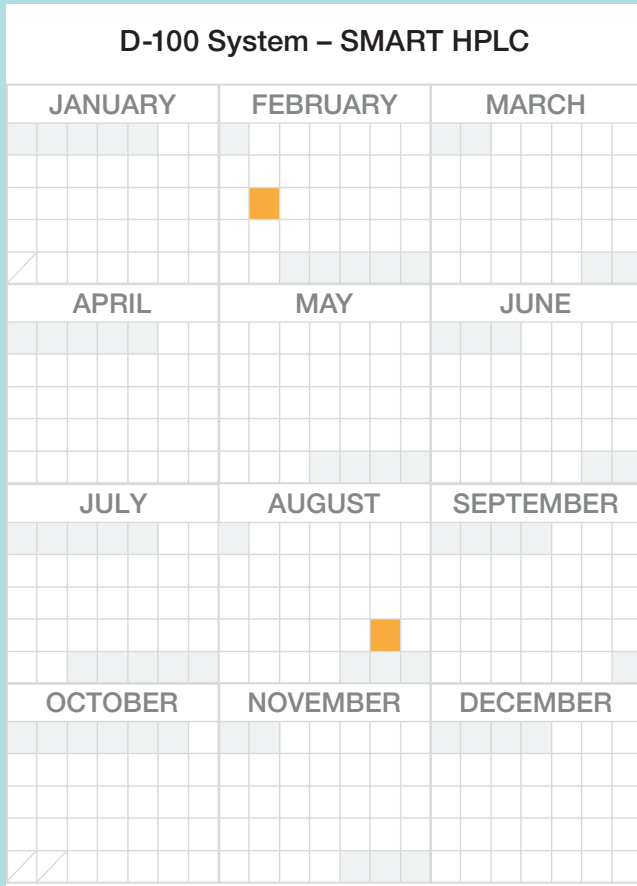 D-100 System – SMART HPLC
JANUARY FEBRUARY MARCH
APRIL MAY JUNE
JULY AUGUST SEPTEMBER
OCTOBER NOVEMBER DECEMBER